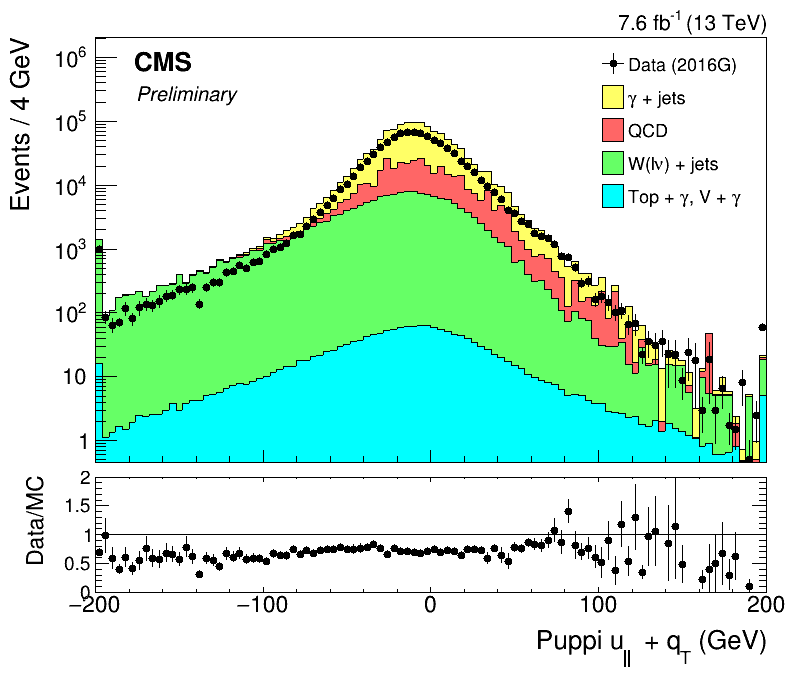 7.6 fb⁻¹ (13 TeV)
CMS
Preliminary
Data (2016G)
γ + jets
QCD
W(lν) + jets
Top + γ, V + γ
Events / 4 GeV
10⁶
10⁵
10⁴
10³
10²
10
1
Data/MC
2
1.5
1
0.5
0
−200 −100 0 100 200
Puppi u|| + qT (GeV)